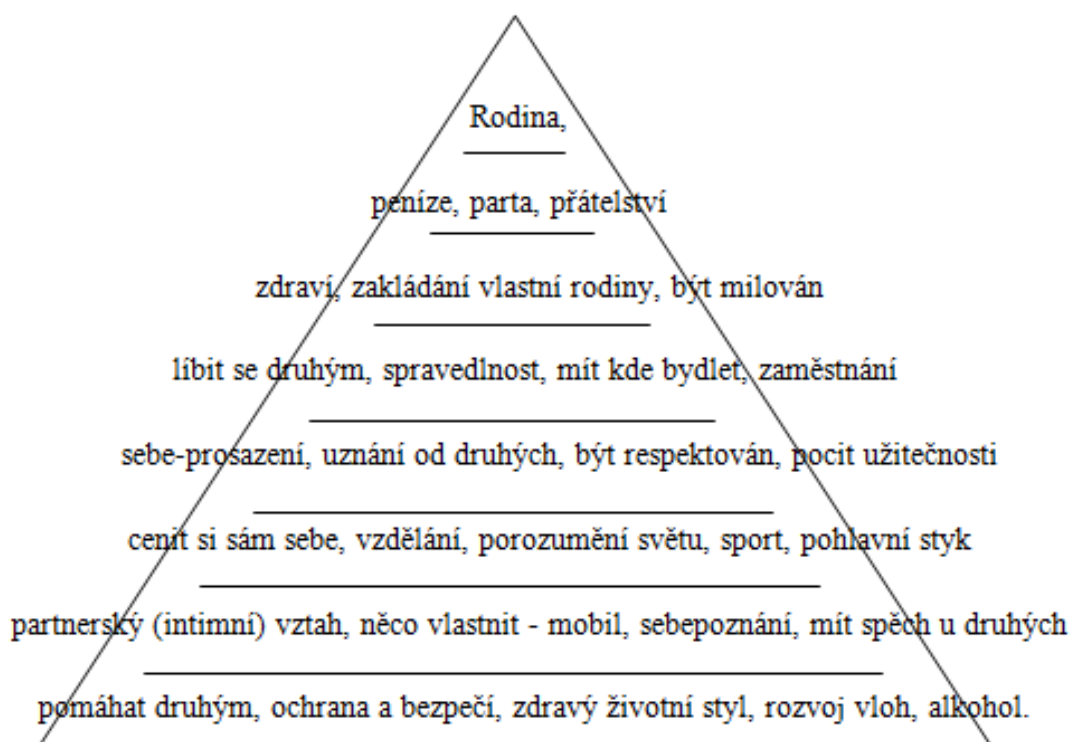 Rodina,
peníze, parta, přátelství
zdraví, zakládání vlastní rodiny, být milován
líbit se druhým, spravedlnost, mít kde bydlet, zaměstnání
sebe-prosazení, uznání od druhých, být respektován, pocit užitečnosti
cenit si sám sebe, vzdělání, porozumění světu, sport, pohlavní styk
partnerský (intimní) vztah, něco vlastnit - mobil, sebepoznání, mít spěch u druhých
pomáhat druhým, ochrana a bezpečí, zdravý životní styl, rozvoj vloh, alkohol.